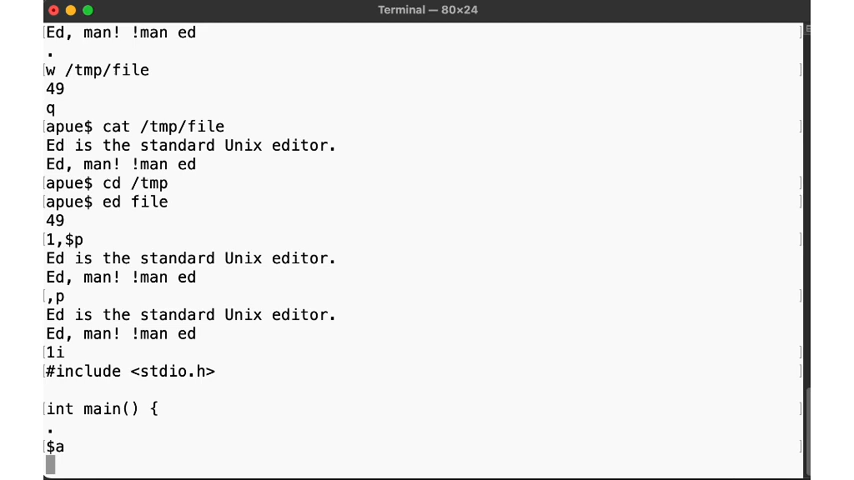 Terminal — 80×24
Ed, man! !man ed
.
w /tmp/file
49
q
apue$ cat /tmp/file
Ed is the standard Unix editor.
Ed, man! !man ed
apue$ cd /tmp
apue$ ed file
49
1,$p
Ed is the standard Unix editor.
Ed, man! !man ed
,p
Ed is the standard Unix editor.
Ed, man! !man ed
1i
#include <stdio.h>
int main() {
.
$a